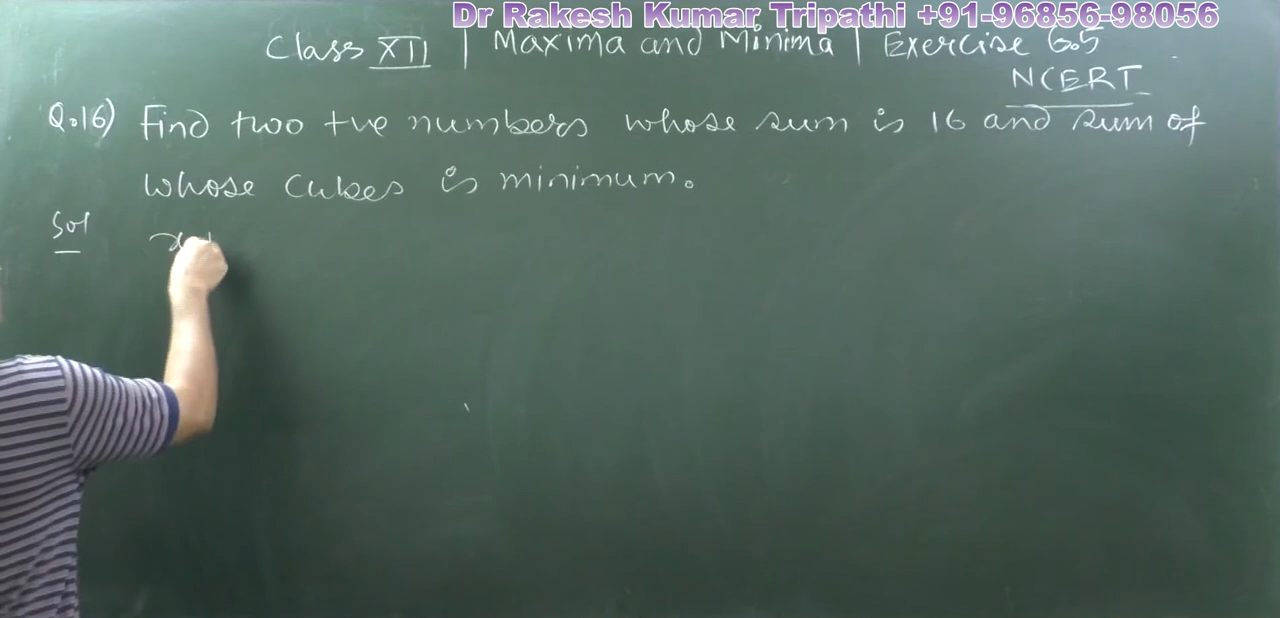 Dr Rakesh Kumar Tripathi +91-96856-98056
Class XII | Maxima and Minima | Exercise 6.5
NCERT
Q.16) Find two +ve numbers whose sum is 16 and sum of
whose cubes is minimum.
Sol x